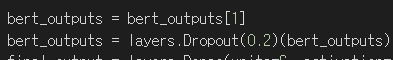 bert_outputs = bert_outputs[1]
bert_outputs = layers.Dropout(0.2)(bert_outputs)